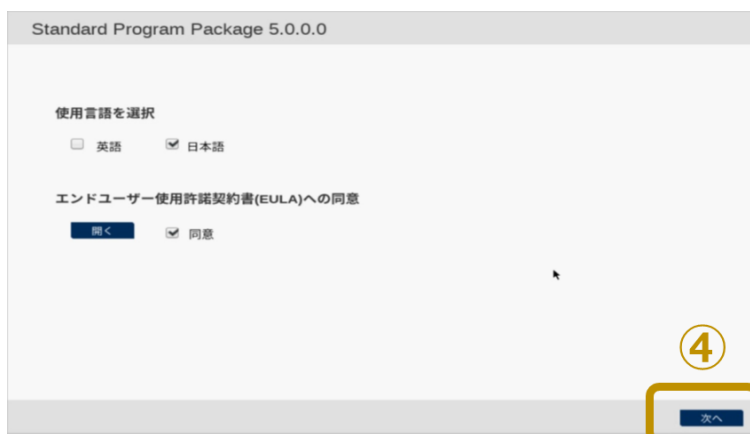 Standard Program Package 5.0.0.0
使用言語を選択
英語 日本語
エンドユーザー使用許諾契約書(EULA)への同意
開く 同意
④
次へ